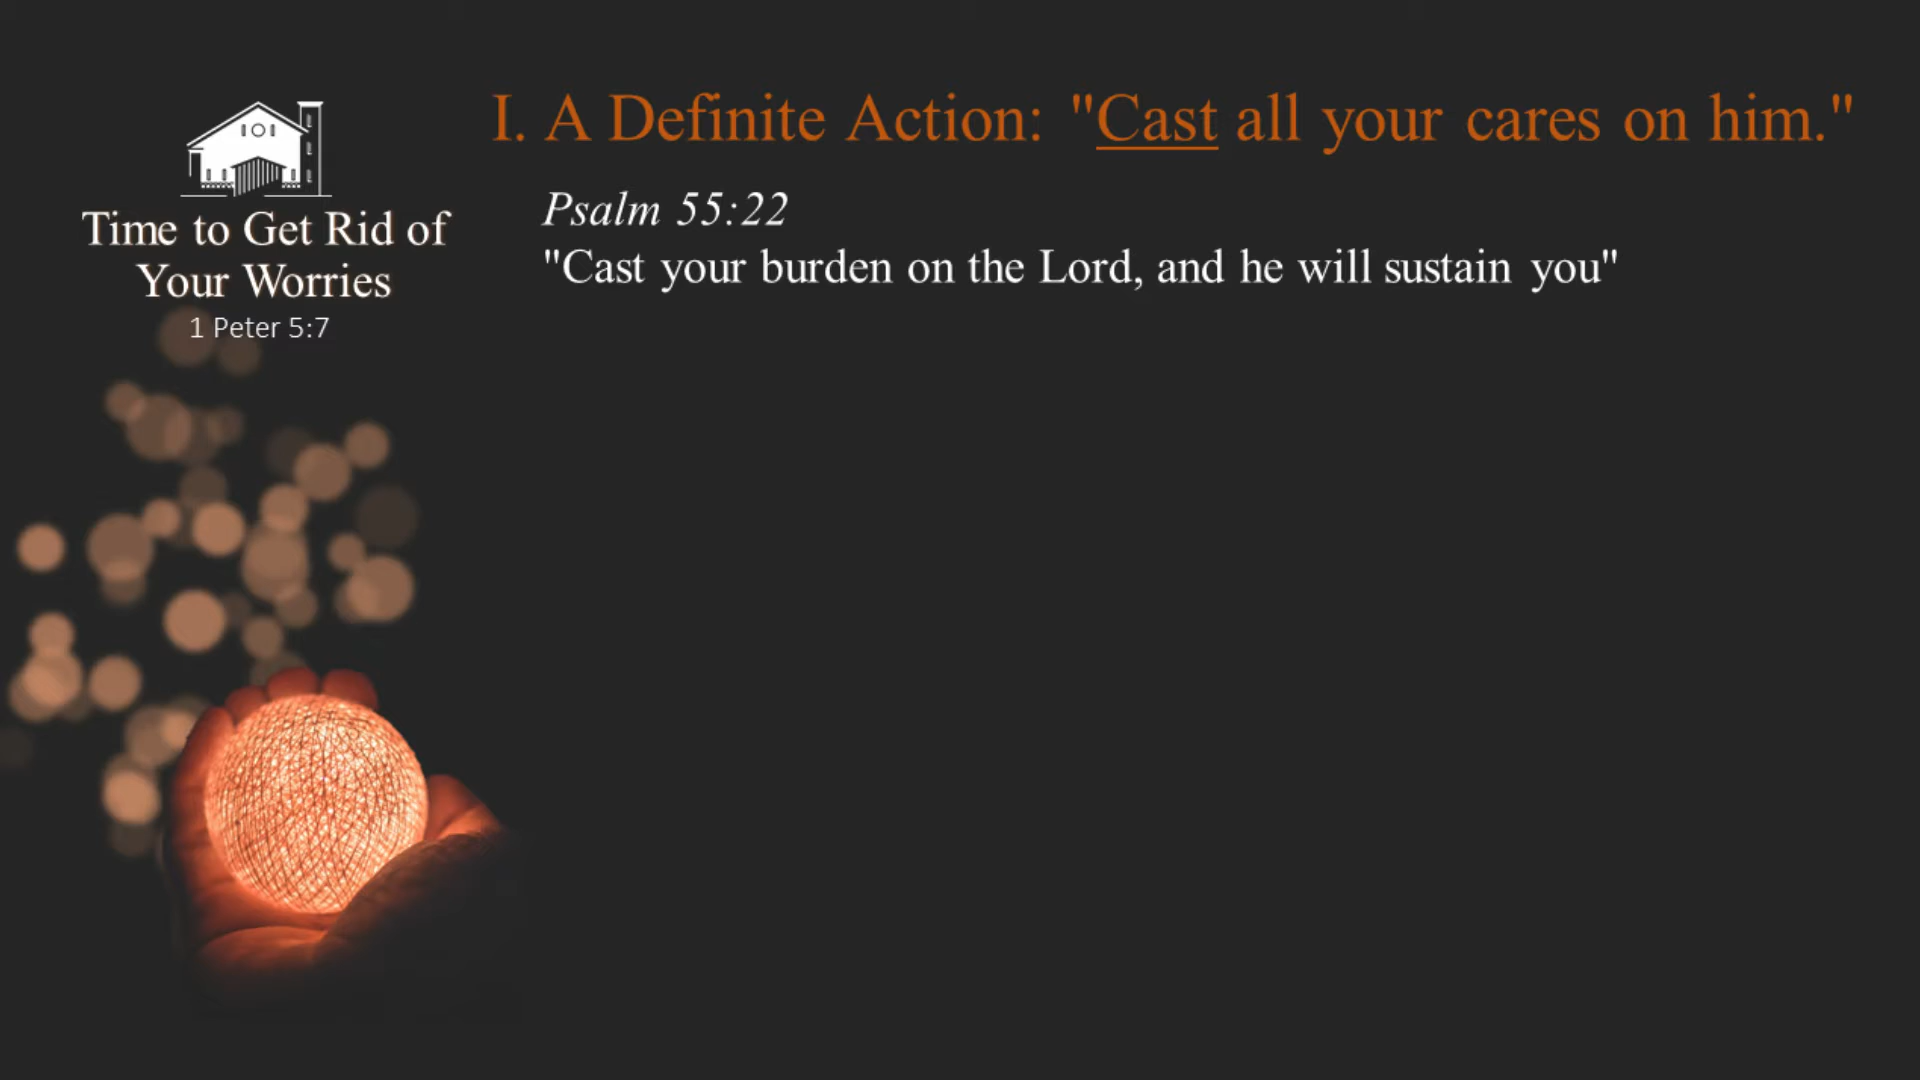 Time to Get Rid of
Your Worries
1 Peter 5:7
I. A Definite Action: "Cast all your cares on him."
Psalm 55:22
"Cast your burden on the Lord, and he will sustain you"